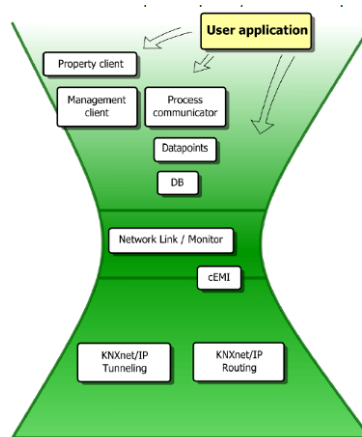 User application
Property client
Management
client
Process
communicator
Datapoints
DB
Network Link / Monitor
cEMI
KNXnet/IP
Tunneling
KNXnet/IP
Routing